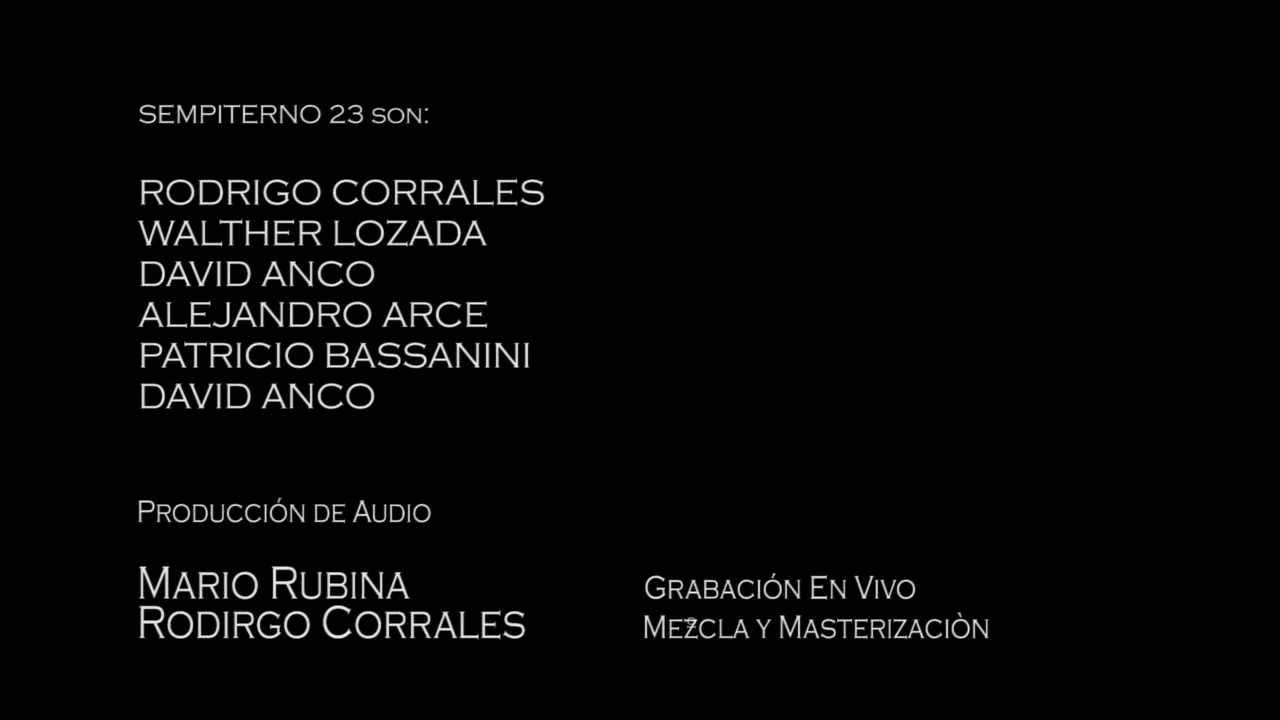 SEMPITERNO 23 SON:
RODRIGO CORRALES
WALTHER LOZADA
DAVID ANCO
ALEJANDRO ARCE
PATRICIO BASSANINI
DAVID ANCO
PRODUCCIÓN DE AUDIO
MARIO RUBINA GRABACIÓN EN VIVO
RODIRGO CORRALES MEZCLA Y MASTERIZACIÒN